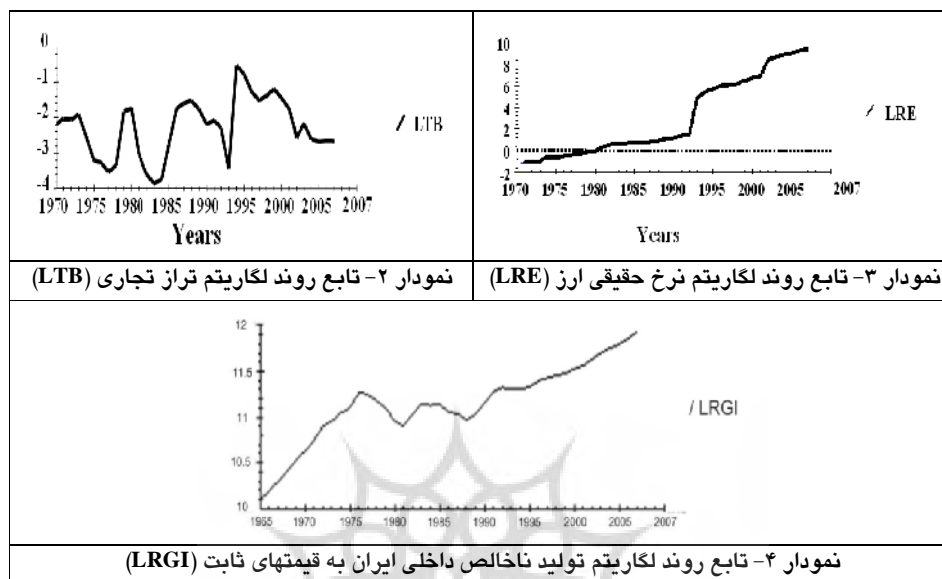 0
-1
-2
-3
-4
1970 1975 1980 1985 1990 1995 2000 2005 2007
Years
/ LTB
10
8
6
4
2
0
-2
1970 1975 1980 1985 1990 1995 2000 2007
Years
/ LRE
نمودار ۲- تابع روند لگاریتم تراز تجاری (LTB)
نمودار ۳- تابع روند لگاریتم نرخ حقیقی ارز (LRE)
12
11.5
11
10.5
10
1965 1970 1975 1980 1985 1990 1995 2000 2005 2007
/ LRGI
نمودار ۴- تابع روند لگاریتم تولید ناخالص داخلی ایران به قیمتهای ثابت (LRGI)